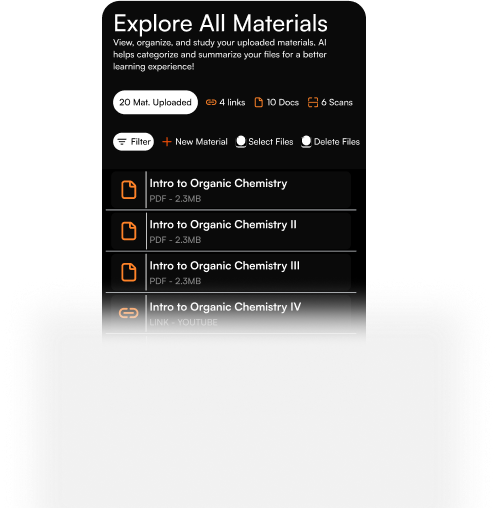 Explore All Materials
View, organize, and study your uploaded materials. AI
helps categorize and summarize your files for a better
learning experience!
20 Mat. Uploaded 4 links 10 Docs 6 Scans
Filter New Material Select Files Delete Files
Intro to Organic Chemistry
PDF - 2.3MB
Intro to Organic Chemistry II
PDF - 2.3MB
Intro to Organic Chemistry III
PDF - 2.3MB
Intro to Organic Chemistry IV
LINK - YOUTUBE